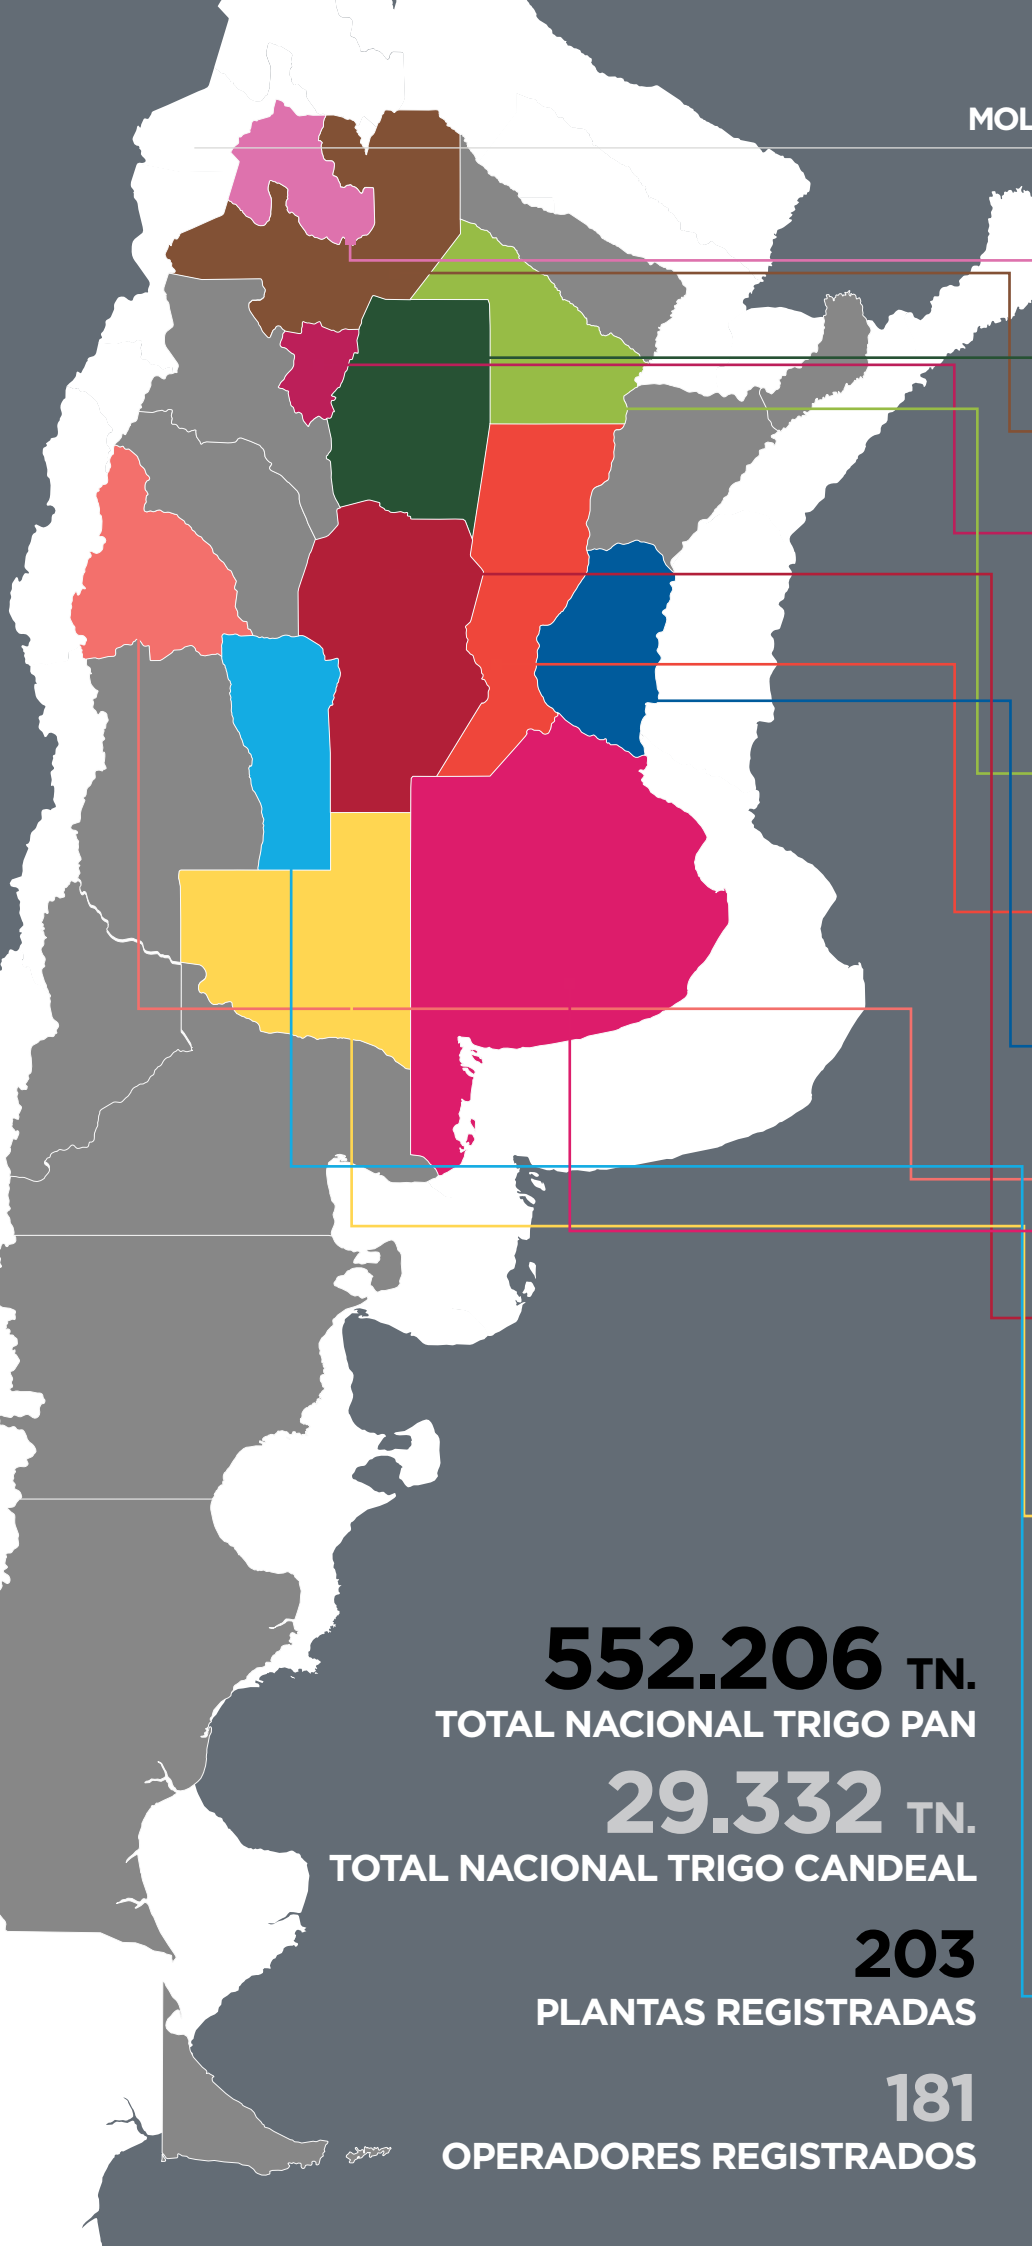 MOL
552.206 TN.
TOTAL NACIONAL TRIGO PAN
29.332 TN.
TOTAL NACIONAL TRIGO CANDEAL
203
PLANTAS REGISTRADAS
181
OPERADORES REGISTRADOS